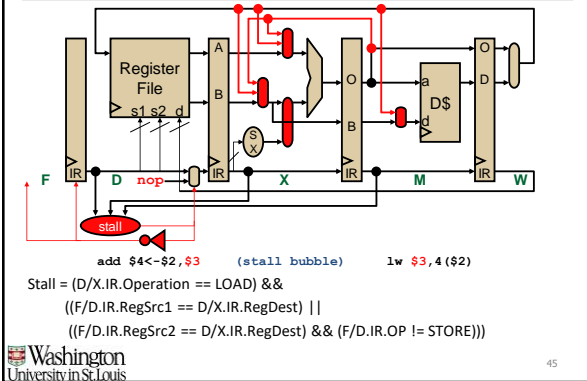 A
O
O
Register
File
a
D
B
D$
s1 s2 d
S
X
B
d
IR
IR
IR
IR
F
D
nop
X
M
W
stall
add $4<-$2,$3 (stall bubble) lw $3,4($2)
Stall = (D/X.IR.Operation == LOAD) &&
((F/D.IR.RegSrc1 == D/X.IR.RegDest) ||
((F/D.IR.RegSrc2 == D/X.IR.RegDest) && (F/D.IR.OP != STORE)))
Washington
University in St.Louis
45